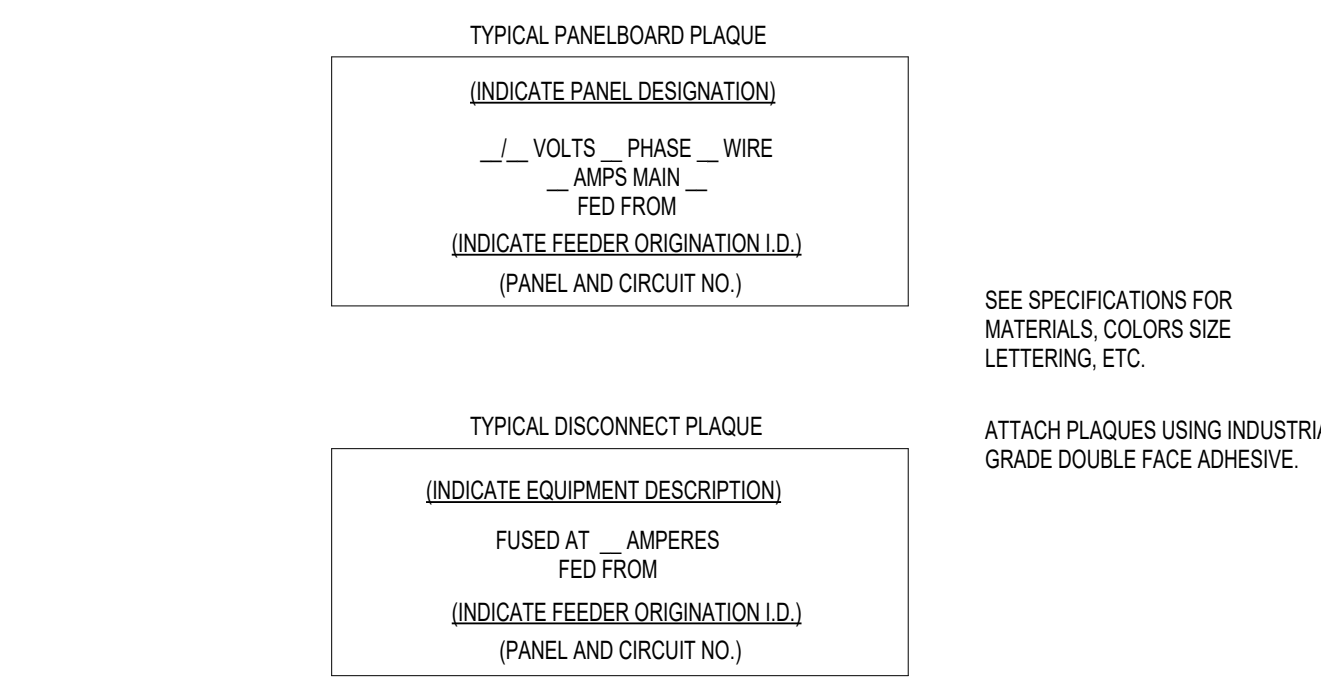 TYPICAL PANELBOARD PLAQUE
(INDICATE PANEL DESIGNATION)
__/__ VOLTS __ PHASE __ WIRE
__ AMPS MAIN __
FED FROM
(INDICATE FEEDER ORIGINATION I.D.)
(PANEL AND CIRCUIT NO.)
SEE SPECIFICATIONS FOR
MATERIALS, COLORS SIZE
LETTERING, ETC.
TYPICAL DISCONNECT PLAQUE
(INDICATE EQUIPMENT DESCRIPTION)
FUSED AT __ AMPERES
FED FROM
(INDICATE FEEDER ORIGINATION I.D.)
(PANEL AND CIRCUIT NO.)
ATTACH PLAQUES USING INDUSTRIA
GRADE DOUBLE FACE ADHESIVE.